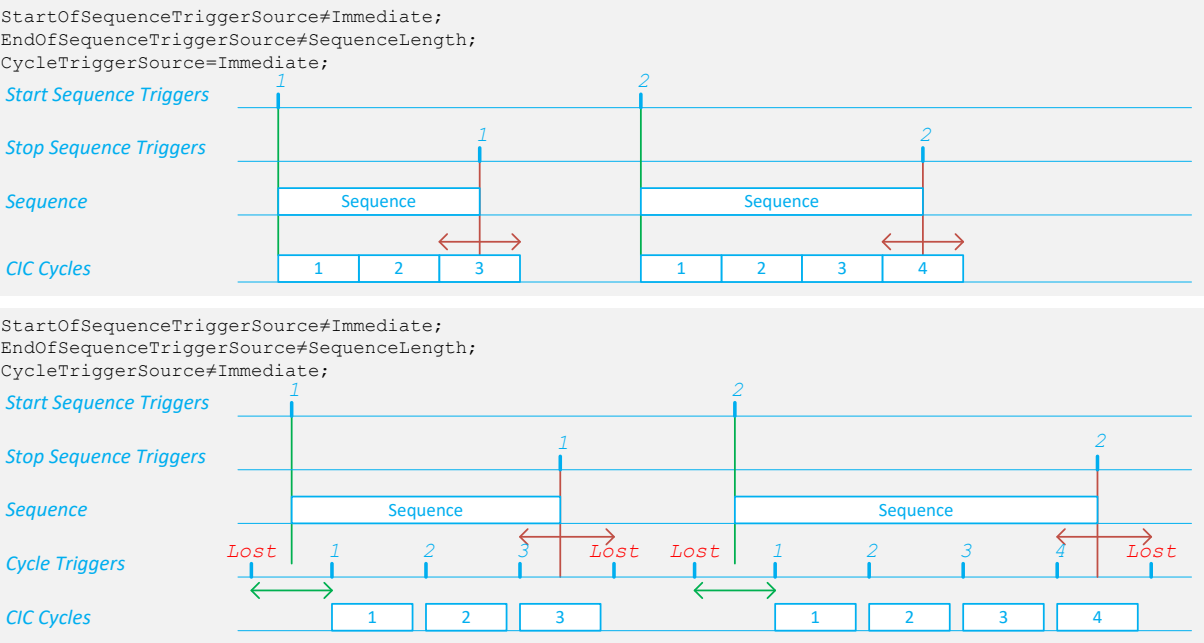 StartOfSequenceTriggerSource≠Immediate;
EndOfSequenceTriggerSource≠SequenceLength;
CycleTriggerSource=Immediate;
1 2
Start Sequence Triggers
1 2
Stop Sequence Triggers
Sequence Sequence Sequence
CIC Cycles 1 2 3 1 2 3 4
StartOfSequenceTriggerSource≠Immediate;
EndOfSequenceTriggerSource≠SequenceLength;
CycleTriggerSource≠Immediate;
1 2
Start Sequence Triggers
1 2
Stop Sequence Triggers
Sequence Sequence Sequence
Lost 1 2 3 Lost Lost 1 2 3 4 Lost
Cycle Triggers
CIC Cycles 1 2 3 1 2 3 4